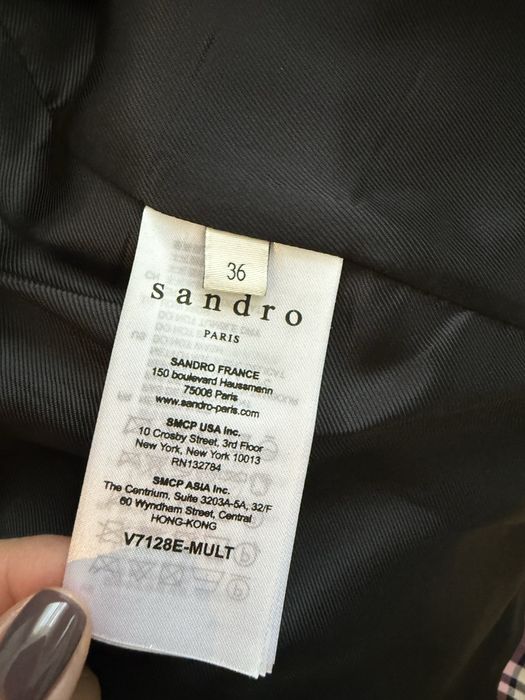 36
sandro
PARIS
SANDRO FRANCE
150 boulevard Haussmann
75008 Paris
www.sandro-paris.com
SMCP USA Inc.
10 Crosby Street, 3rd Floor
New York, New York 10013
RN132784
SMCP ASIA Inc.
The Centrium, Suite 3203A-5A, 32/F
60 Wyndham Street, Central
HONG-KONG
V7128E-MULT